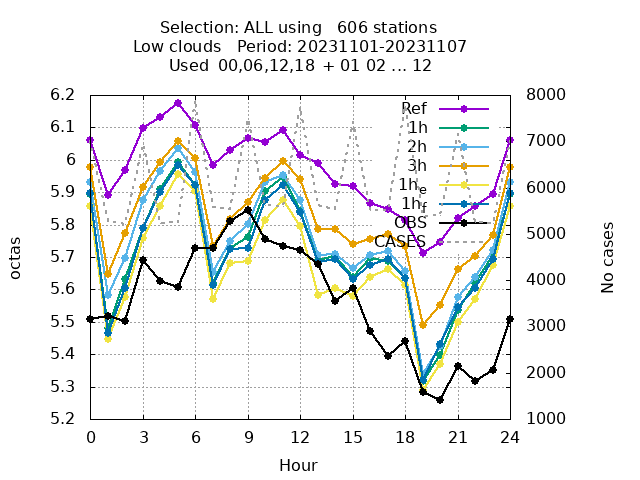 Selection: ALL using   606 stations
Low clouds   Period: 20231101-20231107
Used  00,06,12,18 + 01 02 ... 12
6.2
6.1
6
5.9
5.8
5.7
5.6
5.5
5.4
5.3
5.2
octas
8000
7000
6000
5000
4000
3000
2000
1000
No cases
Ref
1h
2h
3h
1h_e
1h_f
OBS
CASES
0 3 6 9 12 15 18 21 24
Hour